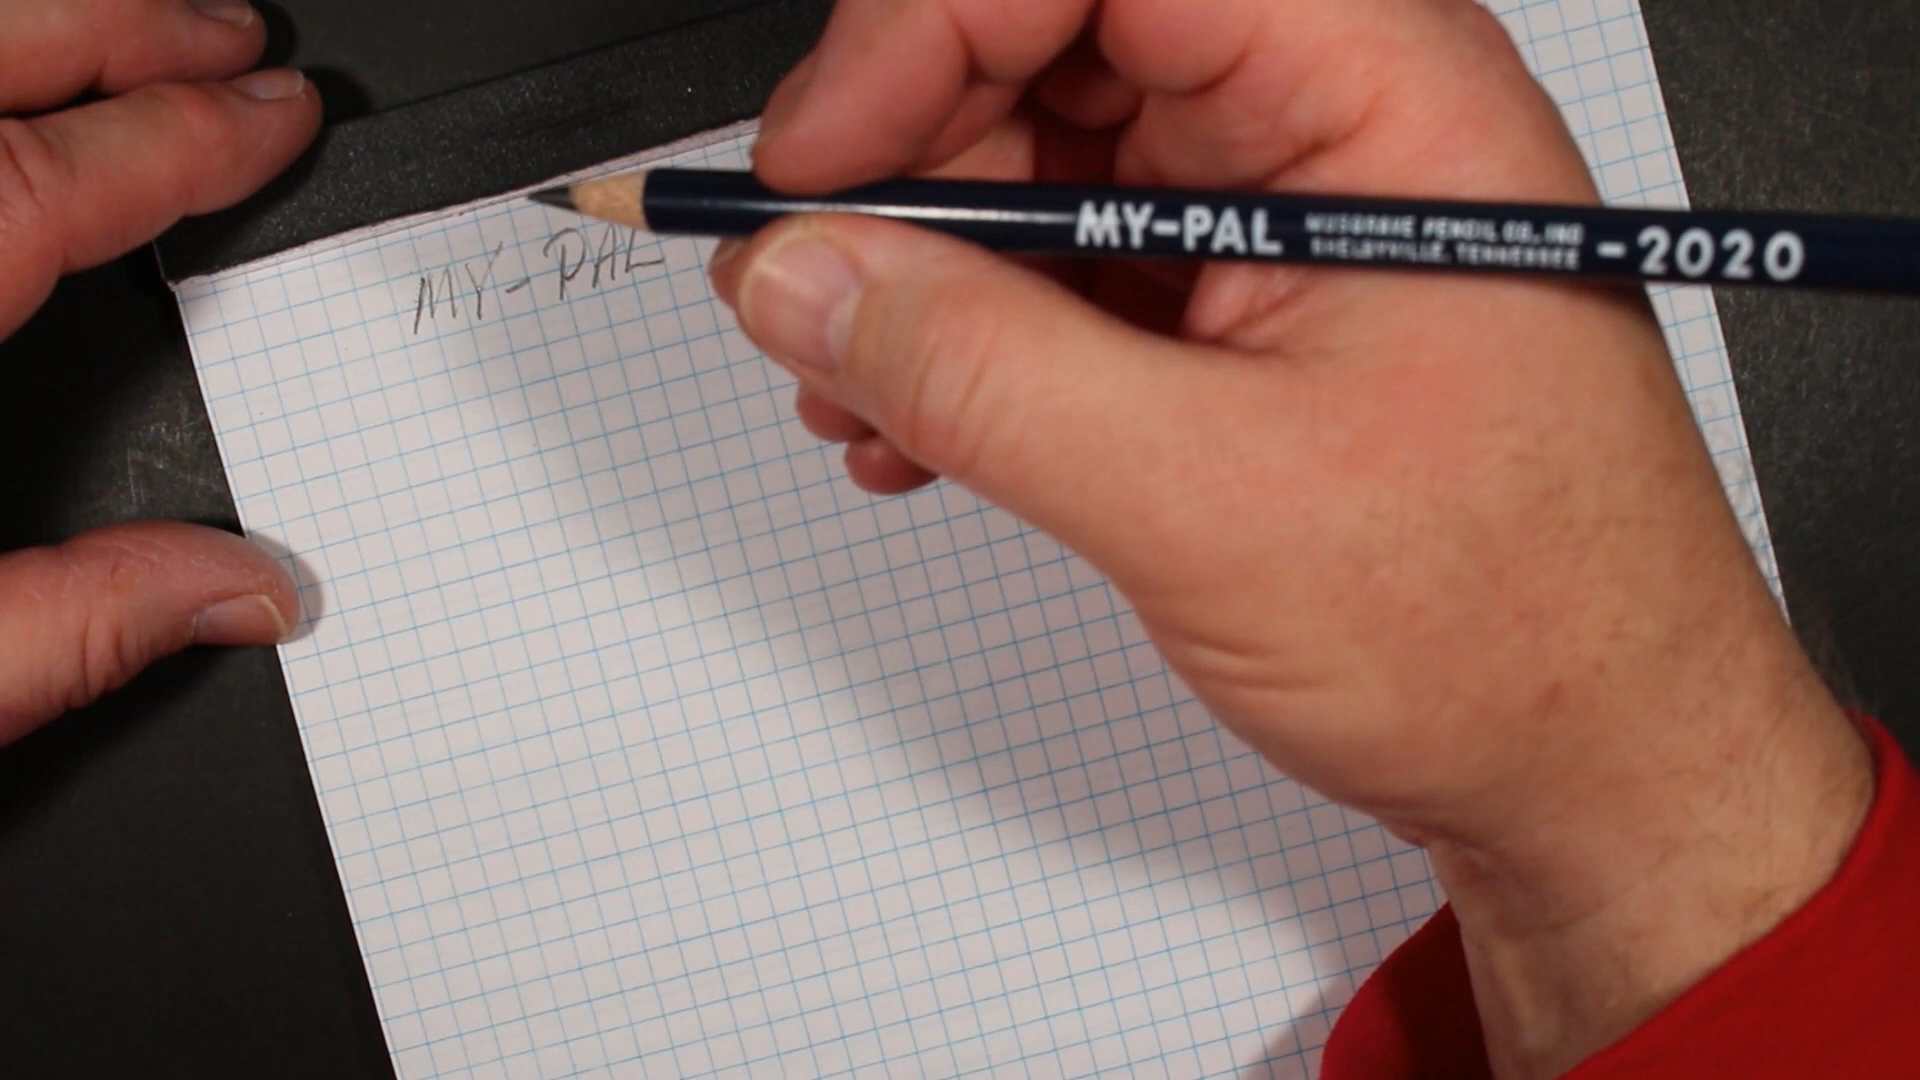 MY-PAL
MY-PAL MUSGRAVE PENCIL CO., INC -2020
SHELBYVILLE, TENNESSEE